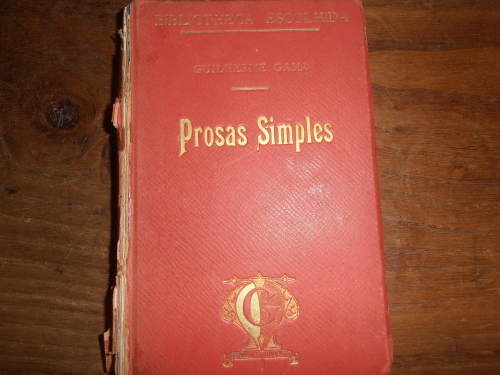 BIBLIOTHECA ESCOLHIDA
GUILHERME GAMA
Prosas Simples